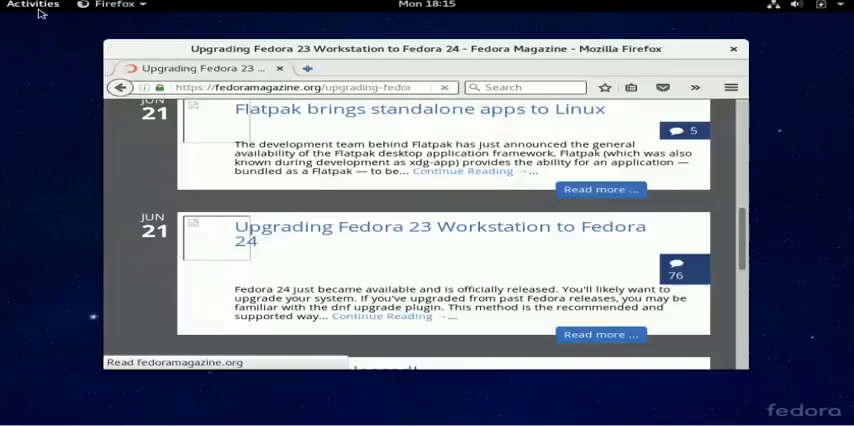 Activities Firefox Mon 18:15
Upgrading Fedora 23 Workstation to Fedora 24 - Fedora Magazine - Mozilla Firefox
Upgrading Fedora 23 ...
https://fedoramagazine.org/upgrading-fedor Search
JUN
21
Flatpak brings standalone apps to Linux
5
The development team behind Flatpak has just announced the general
availability of the Flatpak desktop application framework. Flatpak (which was also
known during development as xdg-app) provides the ability for an application —
bundled as a Flatpak — to be... Continue Reading → ...
Read more ...
JUN
21
Upgrading Fedora 23 Workstation to Fedora
24
76
Fedora 24 just became available and is officially released. You'll likely want to
upgrade your system. If you've upgraded from past Fedora releases, you may be
familiar with the dnf upgrade plugin. This method is the recommended and
supported way... Continue Reading → ...
Read more ...
Read fedoramagazine.org
fedora